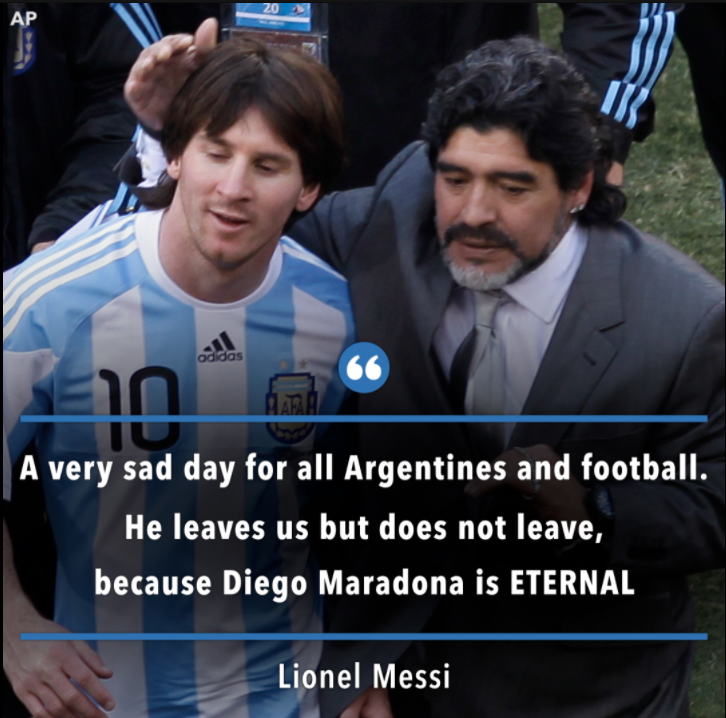 AP
20
adidas
10
AFA
A very sad day for all Argentines and football.
He leaves us but does not leave,
because Diego Maradona is ETERNAL
Lionel Messi